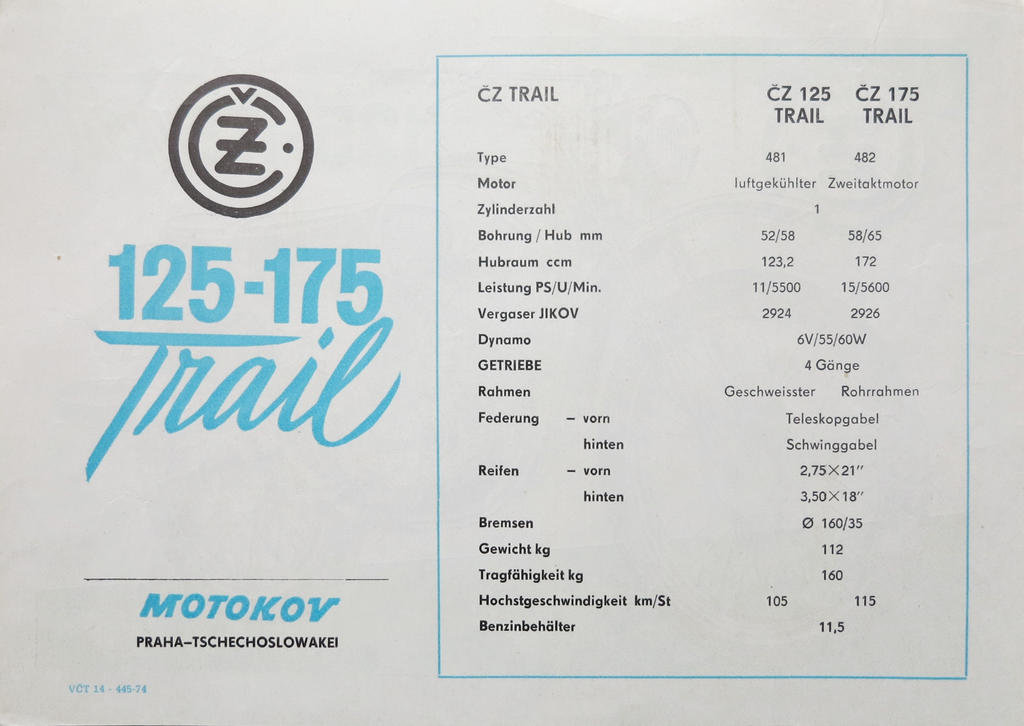 ČZ
125-175
Trail
MOTOKOV
PRAHA–TSCHECHOSLOWAKEI
VČT 14 - 445-74
ČZ TRAIL ČZ 125 TRAIL ČZ 175 TRAIL
Type 481 482
Motor luftgekühlter Zweitaktmotor
Zylinderzahl 1
Bohrung / Hub mm 52/58 58/65
Hubraum ccm 123,2 172
Leistung PS/U/Min. 11/5500 15/5600
Vergaser JIKOV 2924 2926
Dynamo 6V/55/60W
GETRIEBE 4 Gänge
Rahmen Geschweisster Rohrrahmen
Federung – vorn Teleskopgabel
hinten Schwinggabel
Reifen – vorn 2,75×21″
hinten 3,50×18″
Bremsen Ø 160/35
Gewicht kg 112
Tragfähigkeit kg 160
Hochstgeschwindigkeit km/St 105 115
Benzinbehälter 11,5